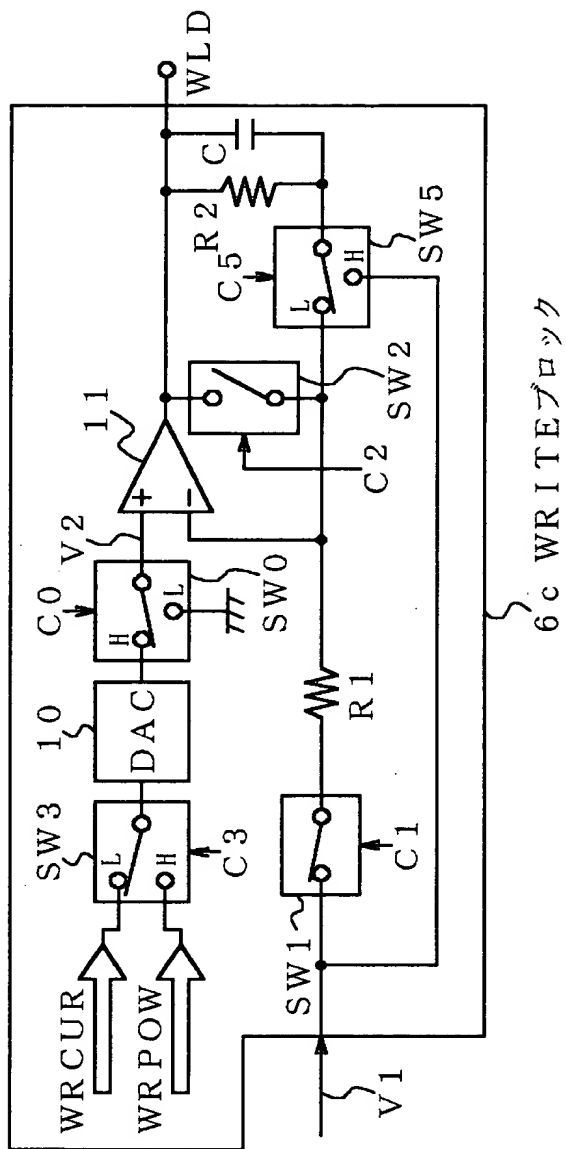 WRCUR
WRPOW
SW3
L
H
C3
10
DAC
C0
H
L
SW0
V2
11
+
−
C2
SW2
C5
L
H
SW5
R2
C
WLD
V1
SW1
C1
R1
6c WRITEブロック